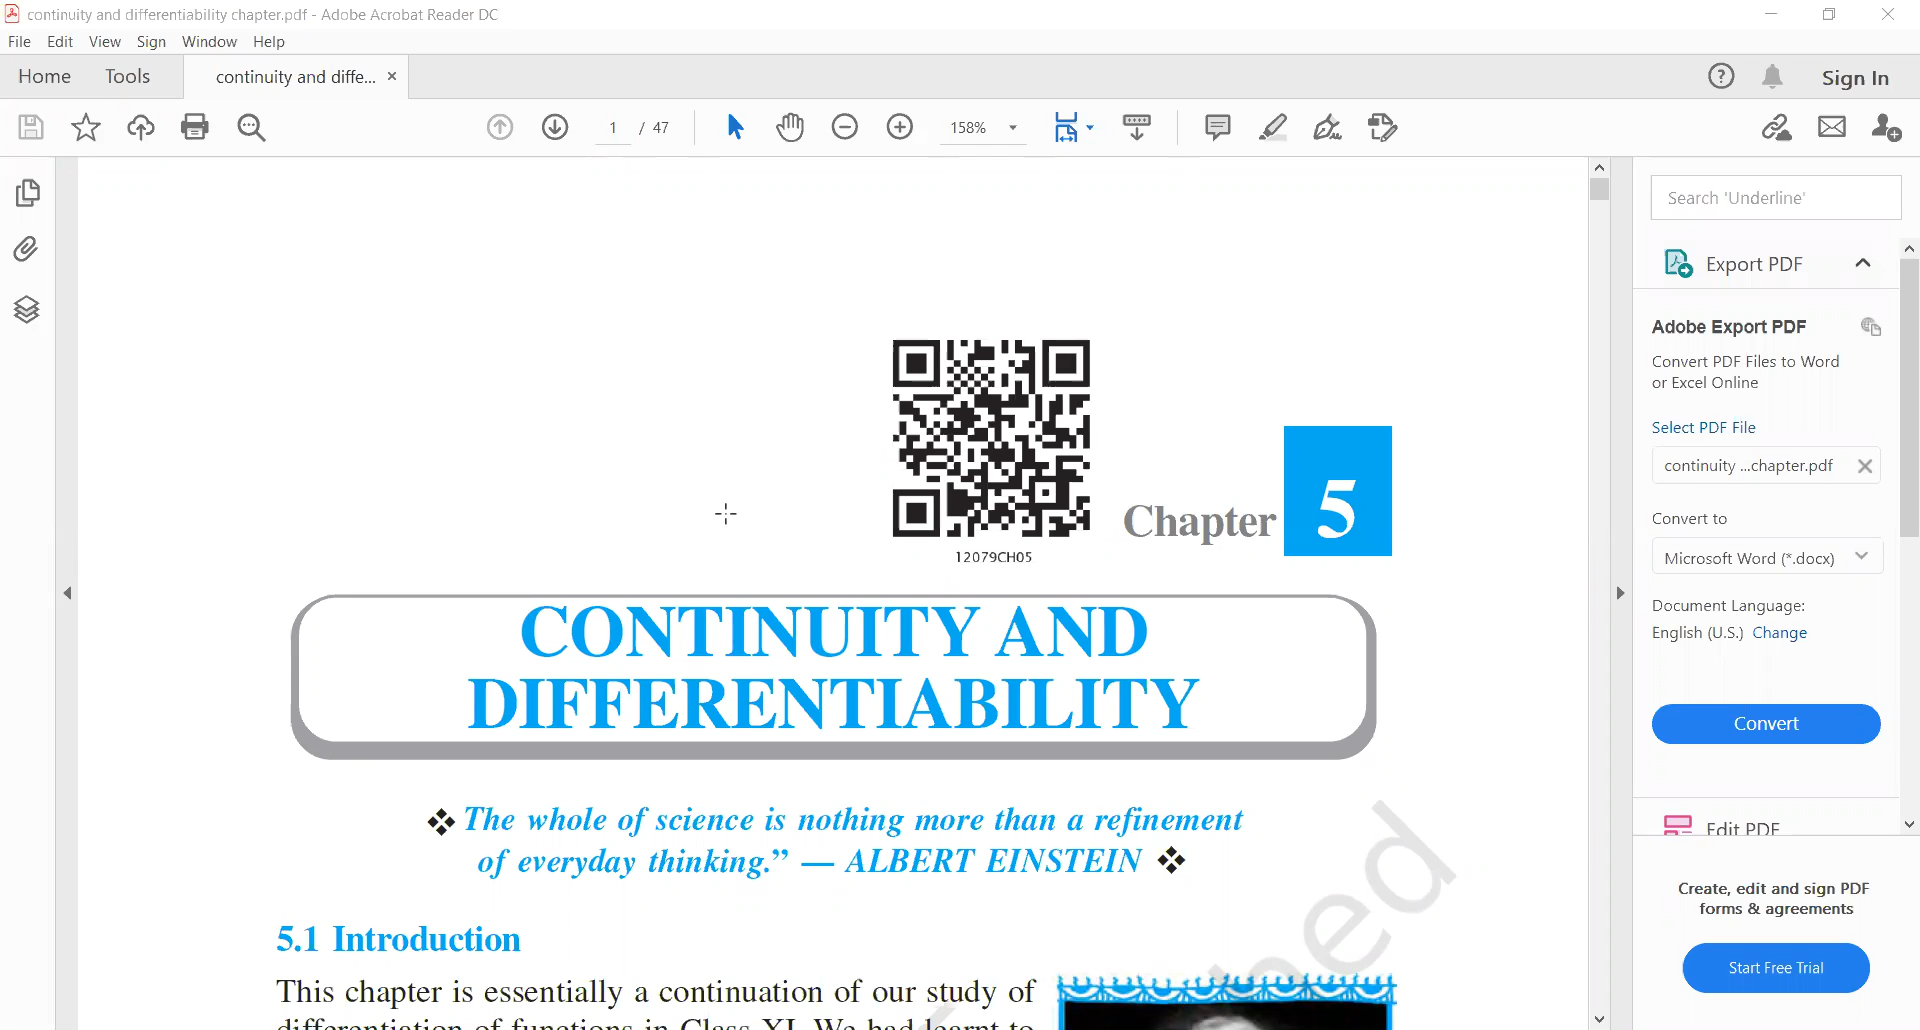 continuity and differentiability chapter.pdf - Adobe Acrobat Reader DC
File Edit View Sign Window Help
Home Tools continuity and diffe... × Sign In
1 / 47 158%
Search 'Underline'
Export PDF
Adobe Export PDF
Convert PDF Files to Word
or Excel Online
Select PDF File
continuity ...chapter.pdf
Convert to
Microsoft Word (*.docx)
Document Language:
English (U.S.) Change
Convert
Edit PDF
Create, edit and sign PDF
forms & agreements
Start Free Trial
12079CH05
Chapter 5
CONTINUITY AND
DIFFERENTIABILITY
❖ The whole of science is nothing more than a refinement
of everyday thinking.” — ALBERT EINSTEIN ❖
5.1 Introduction
This chapter is essentially a continuation of our study of
differentiation of functions in Class XI. We had learnt to